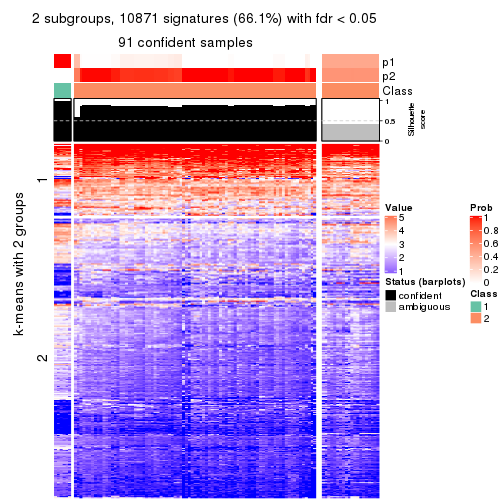 2 subgroups, 10871 signatures (66.1%) with fdr < 0.05
91 confident samples
p1
p2
Class
1
0.5
0
Silhouette
score
k-means with 2 groups
1
2
Value
5
4
3
2
1
Status (barplots)
confident
ambiguous
Prob
1
0.8
0.6
0.4
0.2
0
Class
1
2